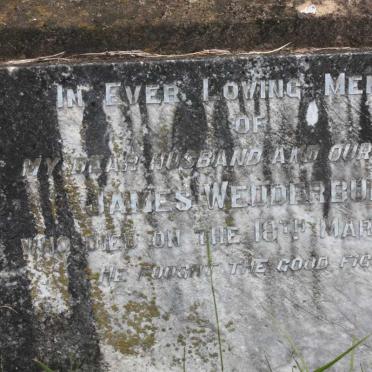 IN EVER LOVING MEM
OF
MY DEAR HUSBAND AND OUR
JAMES WEDDERBU
WHO DIED ON THE 18TH MAR
HE FOUGHT THE GOOD FIG